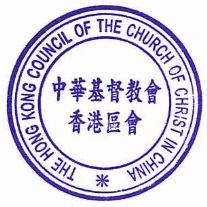 THE HONG KONG COUNCIL OF THE CHURCH OF CHRIST IN CHINA
中華基督教會
香港區會
*